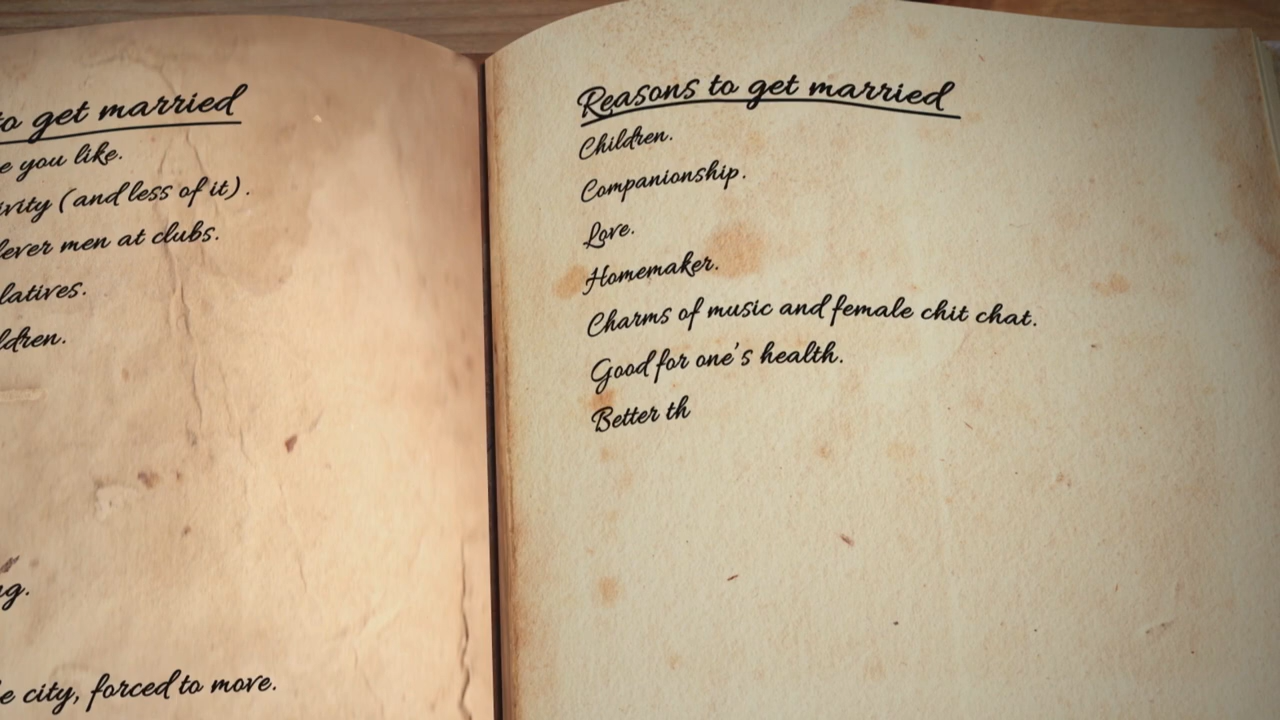 to get married
e you like.
ivity (and less of it).
lever men at clubs.
latives.
ldren.
g.
e city, forced to move.
Reasons to get married
Children.
Companionship.
Love.
Homemaker.
Charms of music and female chit chat.
Good for one's health.
Better th